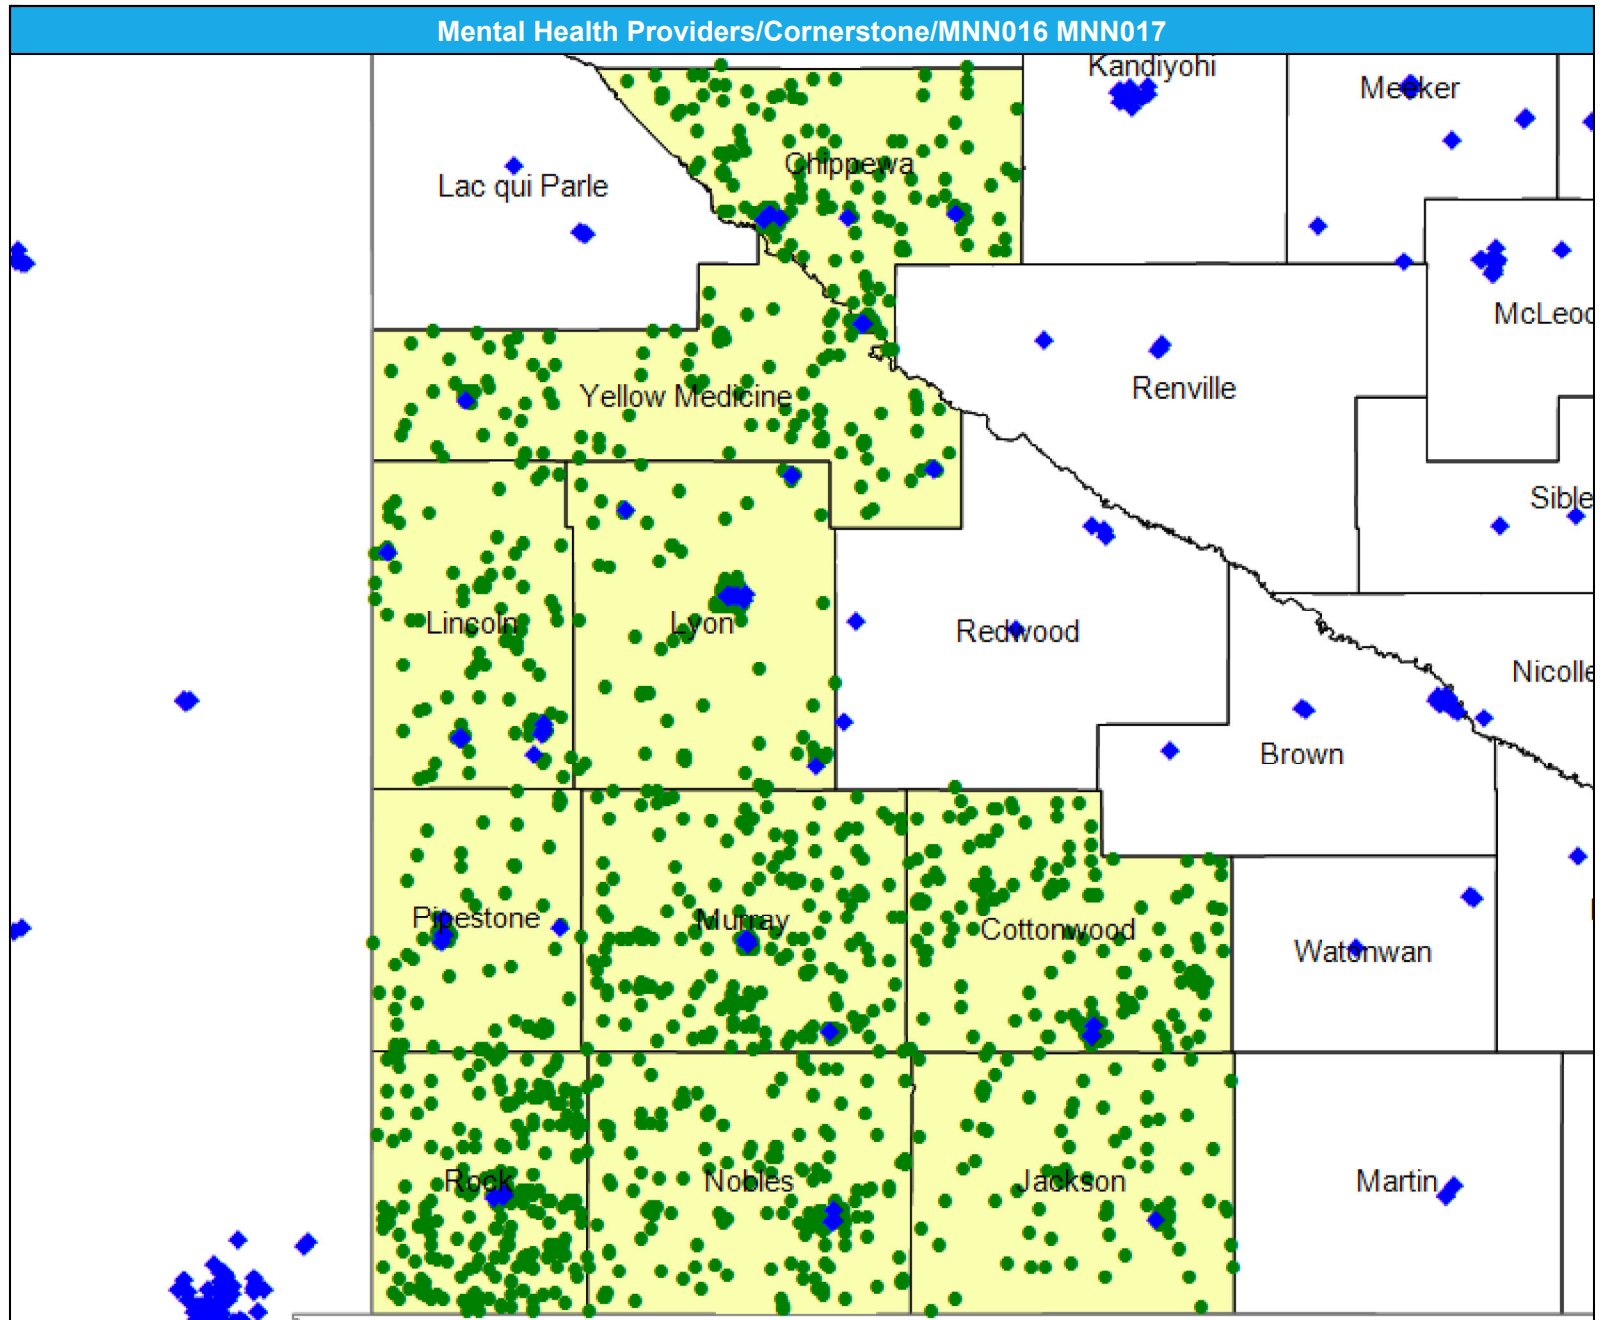 Mental Health Providers/Cornerstone/MNN016 MNN017
Kandiyohi
Meeker
Chippewa
Lac qui Parle
McLeod
Renville
Yellow Medicine
Sible
Lincoln
Lyon
Redwood
Nicolle
Brown
Pipestone
Murray
Cottonwood
Watonwan
Rock
Nobles
Jackson
Martin